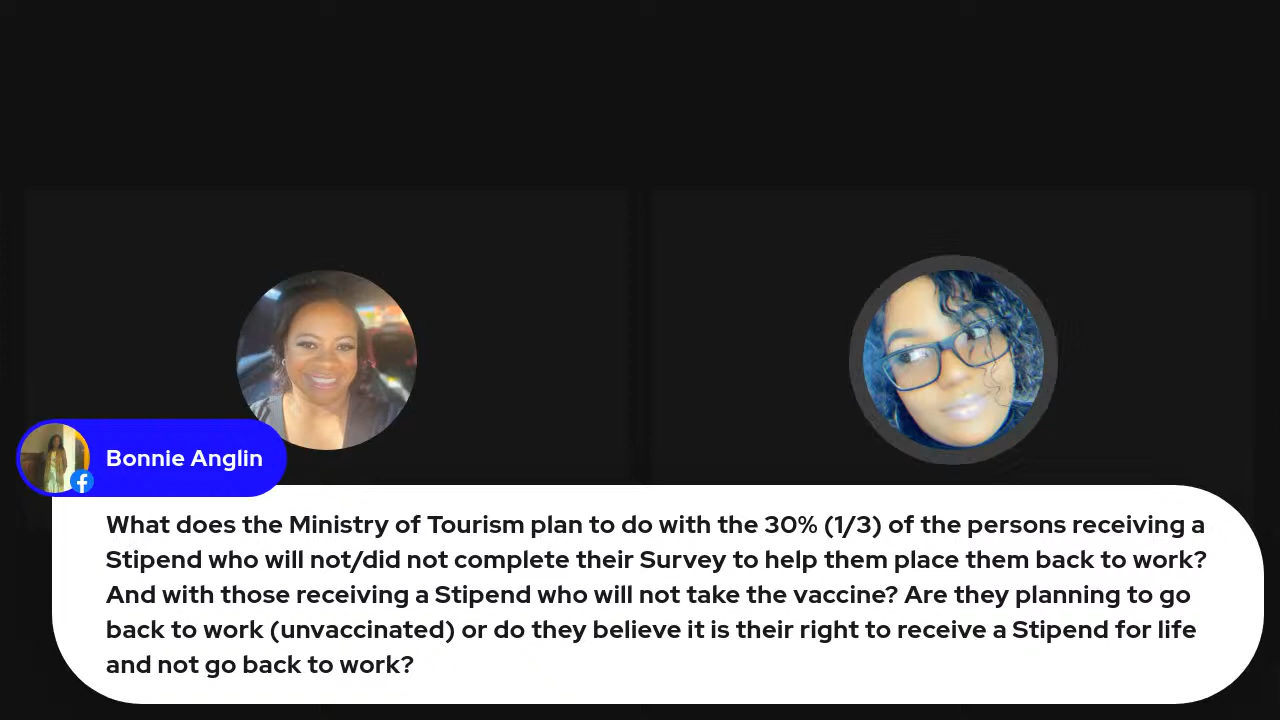 Bonnie Anglin
What does the Ministry of Tourism plan to do with the 30% (1/3) of the persons receiving a
Stipend who will not/did not complete their Survey to help them place them back to work?
And with those receiving a Stipend who will not take the vaccine? Are they planning to go
back to work (unvaccinated) or do they believe it is their right to receive a Stipend for life
and not go back to work?